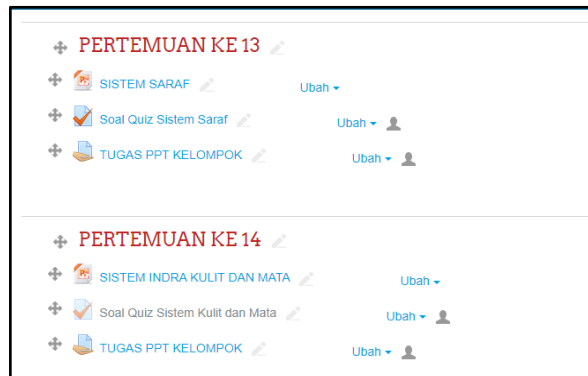 PERTEMUAN KE 13
SISTEM SARAF Ubah
Soal Quiz Sistem Saraf Ubah
TUGAS PPT KELOMPOK Ubah
PERTEMUAN KE 14
SISTEM INDRA KULIT DAN MATA Ubah
Soal Quiz Sistem Kulit dan Mata Ubah
TUGAS PPT KELOMPOK Ubah